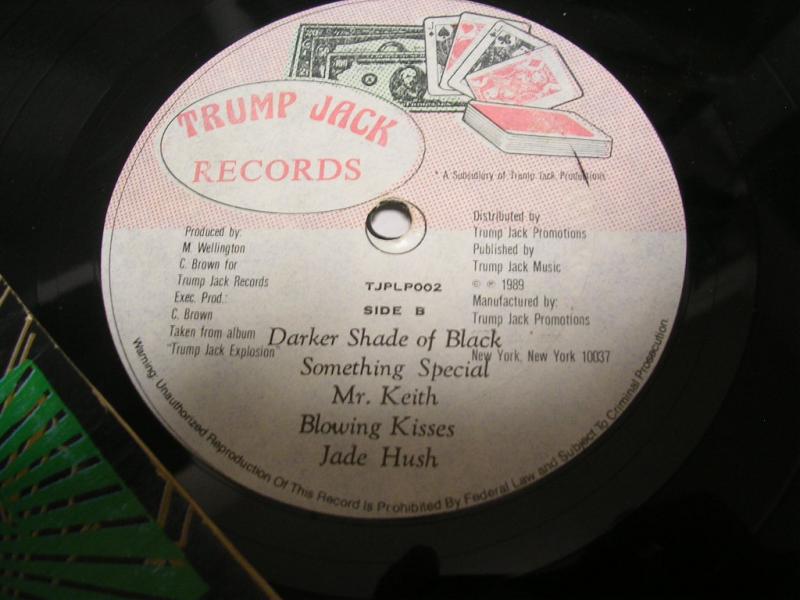 TRUMP JACK
RECORDS
* A Subsidiary of Trump Jack Productions
Produced by:
M. Wellington
C. Brown for
Trump Jack Records
Exec. Prod.:
C. Brown
Taken from album
"Trump Jack Explosion"
TJPLP002
SIDE B
Distributed by
Trump Jack Promotions
Published by
Trump Jack Music
© ℗ 1989
Manufactured by:
Trump Jack Promotions
New York, New York 10037
Darker Shade of Black
Something Special
Mr. Keith
Blowing Kisses
Jade Hush
Warning: Unauthorized Reproduction Of This Record Is Prohibited By Federal Law and Subject To Criminal Prosecution.